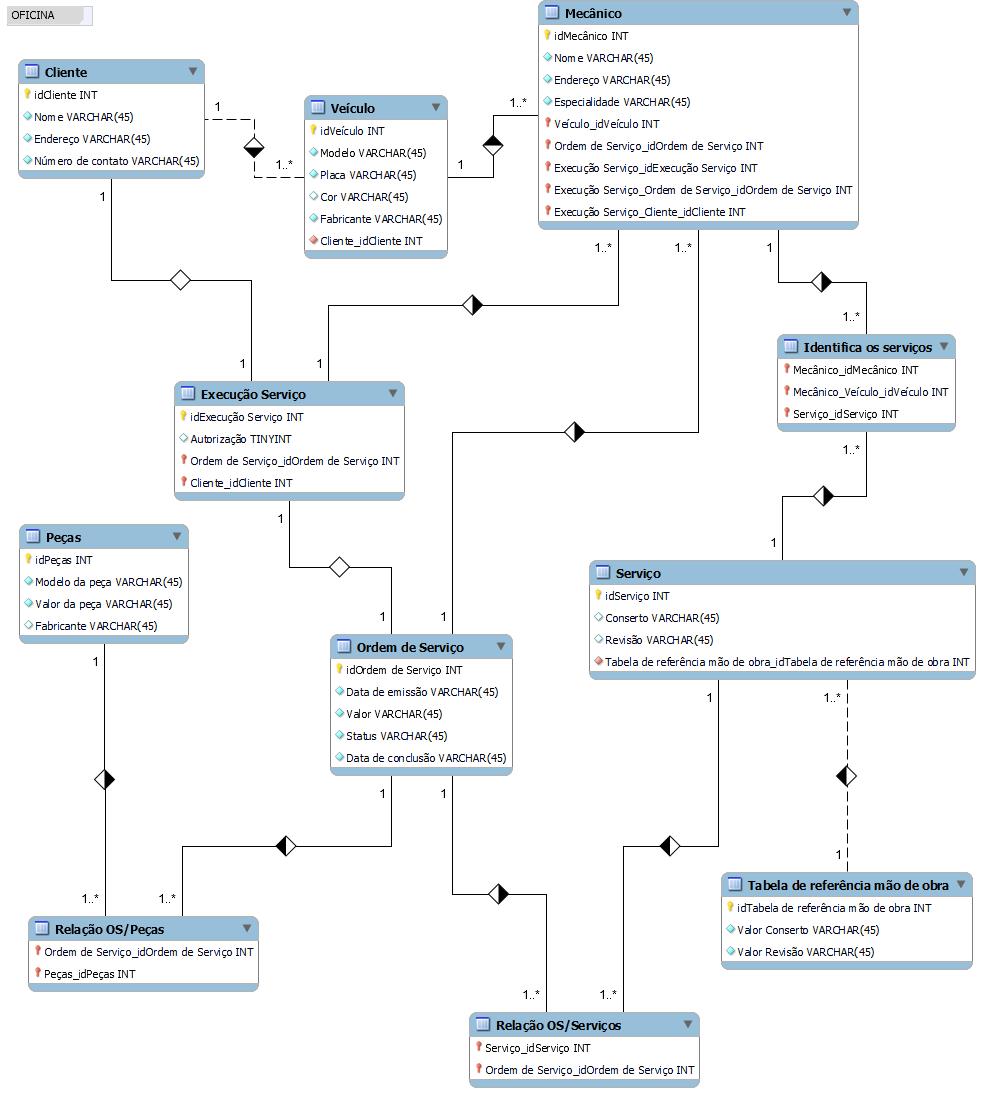 OFICINA
Mecânico
idMecânico INT
Nome VARCHAR(45)
Endereço VARCHAR(45)
Especialidade VARCHAR(45)
Veículo_idVeículo INT
Ordem de Serviço_idOrdem de Serviço INT
Execução Serviço_idExecução Serviço INT
Execução Serviço_Ordem de Serviço_idOrdem de Serviço INT
Execução Serviço_Cliente_idCliente INT
Cliente
idCliente INT
Nome VARCHAR(45)
Endereço VARCHAR(45)
Número de contato VARCHAR(45)
1
1..*
Veículo
idVeículo INT
Modelo VARCHAR(45)
Placa VARCHAR(45)
Cor VARCHAR(45)
Fabricante VARCHAR(45)
Cliente_idCliente INT
1..*
1
1
1
1..*
1
1..*
1
1
1..*
Identifica os serviços
Mecânico_idMecânico INT
Mecânico_Veículo_idVeículo INT
Serviço_idServiço INT
1..*
1
Execução Serviço
idExecução Serviço INT
Autorização TINYINT
Ordem de Serviço_idOrdem de Serviço INT
Cliente_idCliente INT
1
1
Peças
idPeças INT
Modelo da peça VARCHAR(45)
Valor da peça VARCHAR(45)
Fabricante VARCHAR(45)
1
Serviço
idServiço INT
Conserto VARCHAR(45)
Revisão VARCHAR(45)
Tabela de referência mão de obra_idTabela de referência mão de obra INT
1
1..*
Ordem de Serviço
idOrdem de Serviço INT
Data de emissão VARCHAR(45)
Valor VARCHAR(45)
Status VARCHAR(45)
Data de conclusão VARCHAR(45)
1
1
1
Tabela de referência mão de obra
idTabela de referência mão de obra INT
Valor Conserto VARCHAR(45)
Valor Revisão VARCHAR(45)
1..*
1..*
Relação OS/Peças
Ordem de Serviço_idOrdem de Serviço INT
Peças_idPeças INT
1..*
1..*
Relação OS/Serviços
Serviço_idServiço INT
Ordem de Serviço_idOrdem de Serviço INT